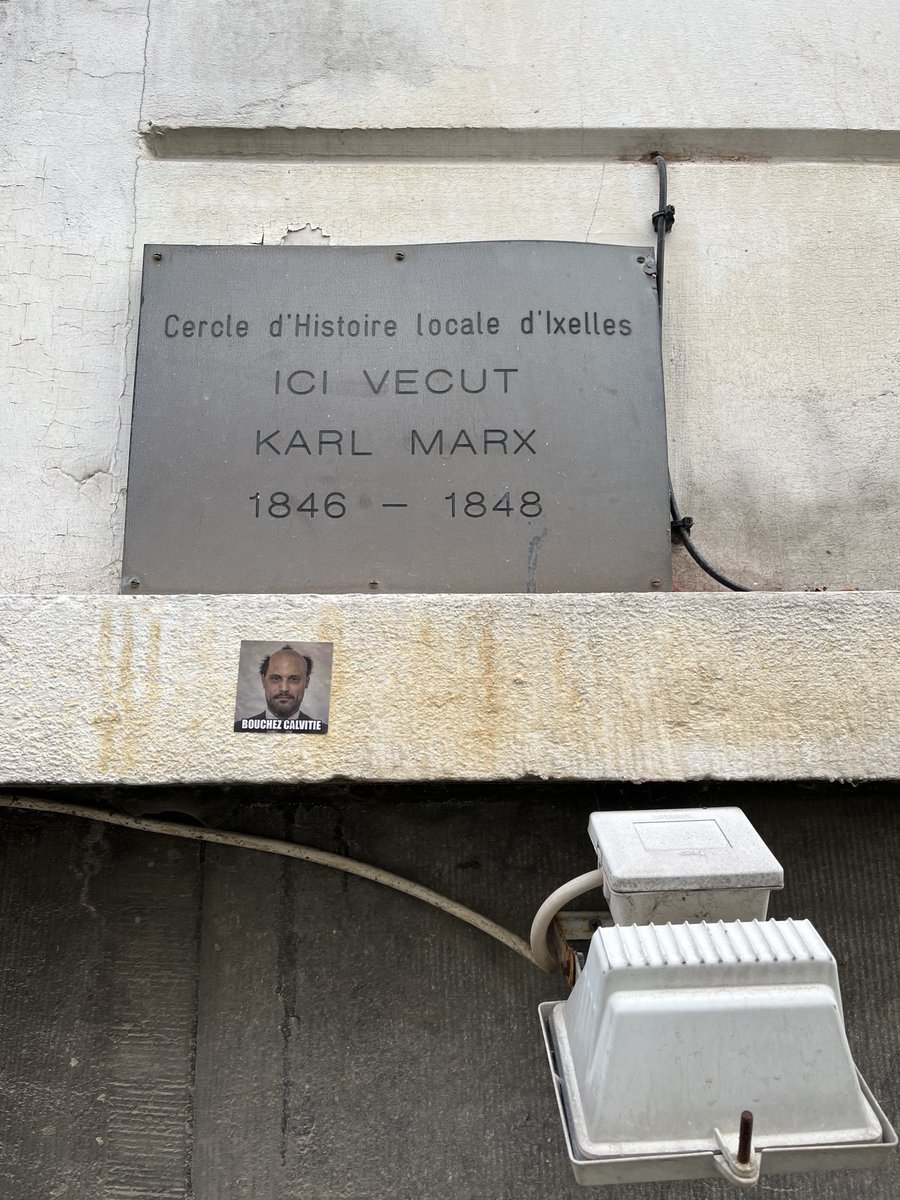 Cercle d'Histoire locale d'Ixelles
ICI VECUT
KARL MARX
1846 – 1848
BOUCHEZ CALVITIE